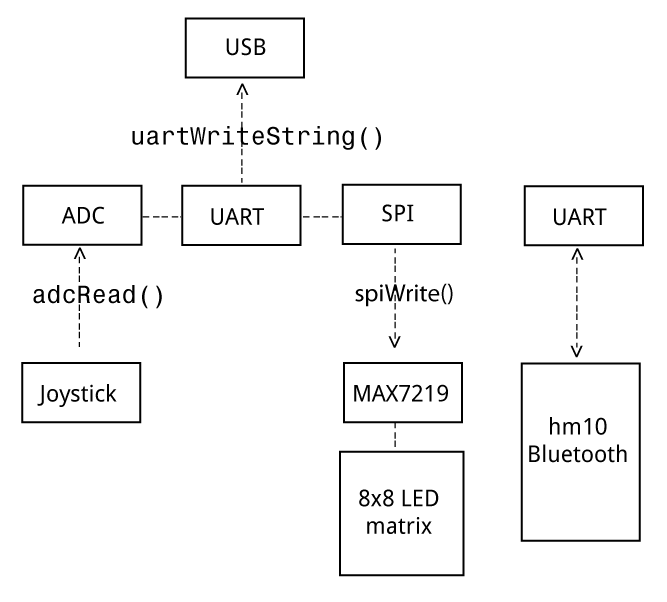 USB
uartWriteString()
ADC
UART
SPI
UART
adcRead()
spiWrite()
Joystick
MAX7219
hm10
Bluetooth
8x8 LED
matrix